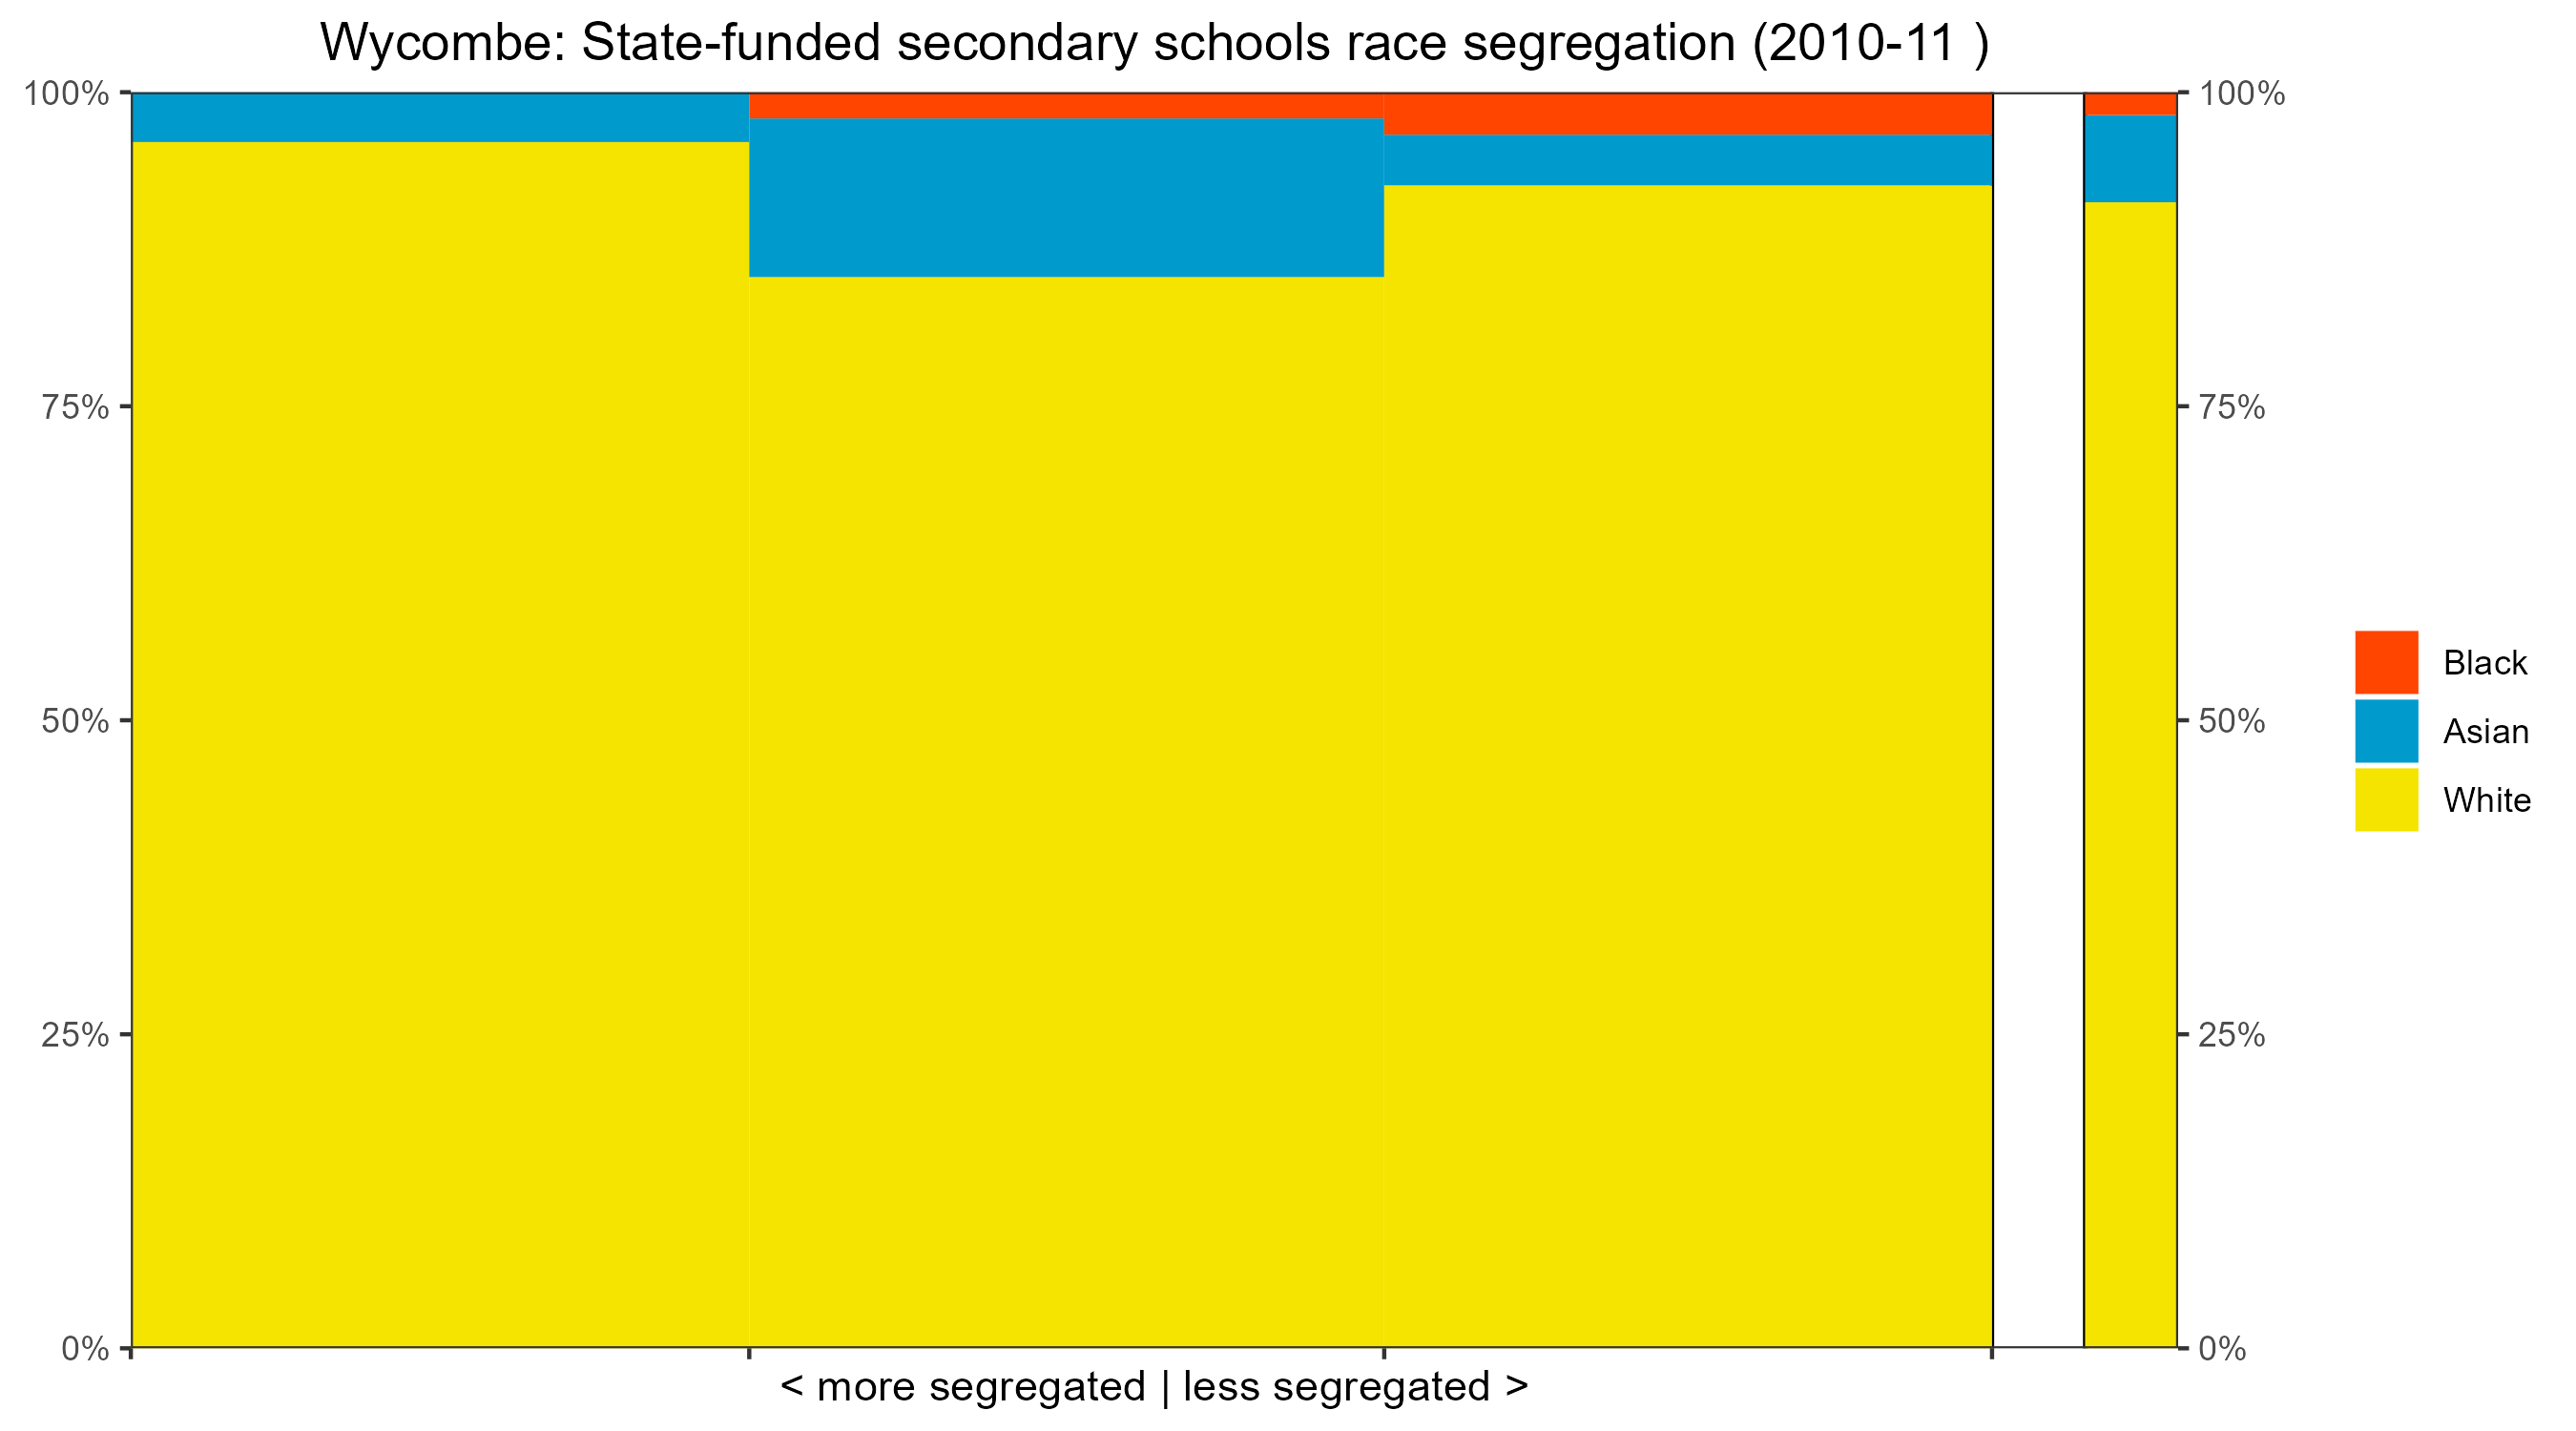 Wycombe: State-funded secondary schools race segregation (2010-11 )
100%
75%
50%
25%
0%
100%
75%
50%
25%
0%
Black
Asian
White
< more segregated | less segregated >